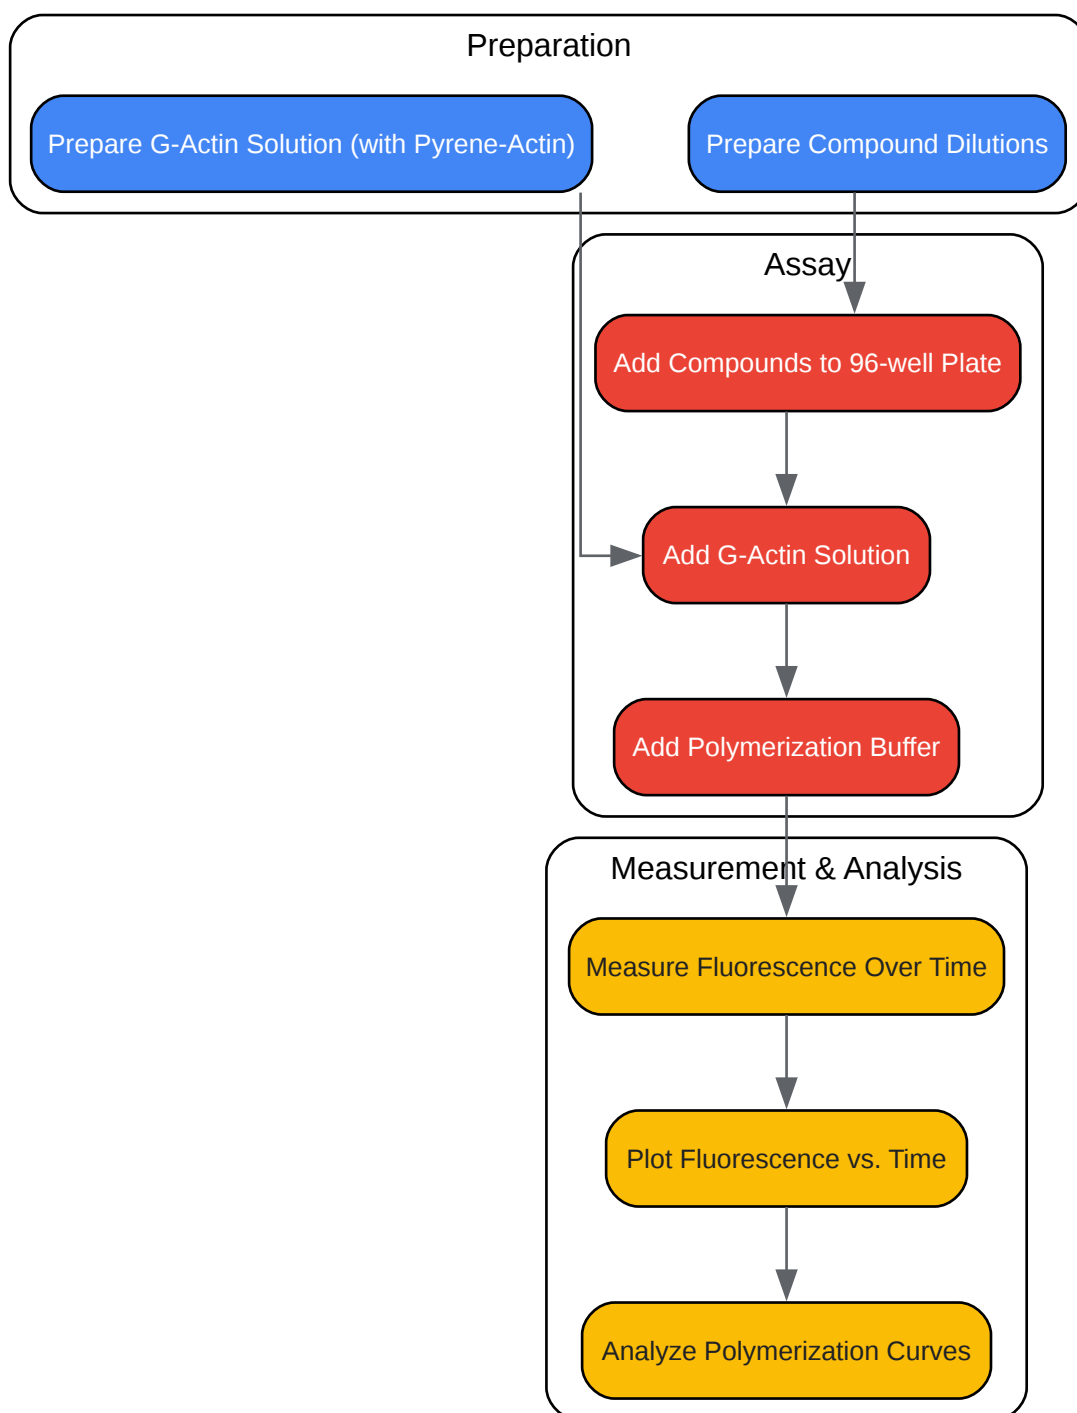 Preparation
Prepare G-Actin Solution (with Pyrene-Actin)
Prepare Compound Dilutions
Assay
Add Compounds to 96-well Plate
Add G-Actin Solution
Add Polymerization Buffer
Measurement & Analysis
Measure Fluorescence Over Time
Plot Fluorescence vs. Time
Analyze Polymerization Curves